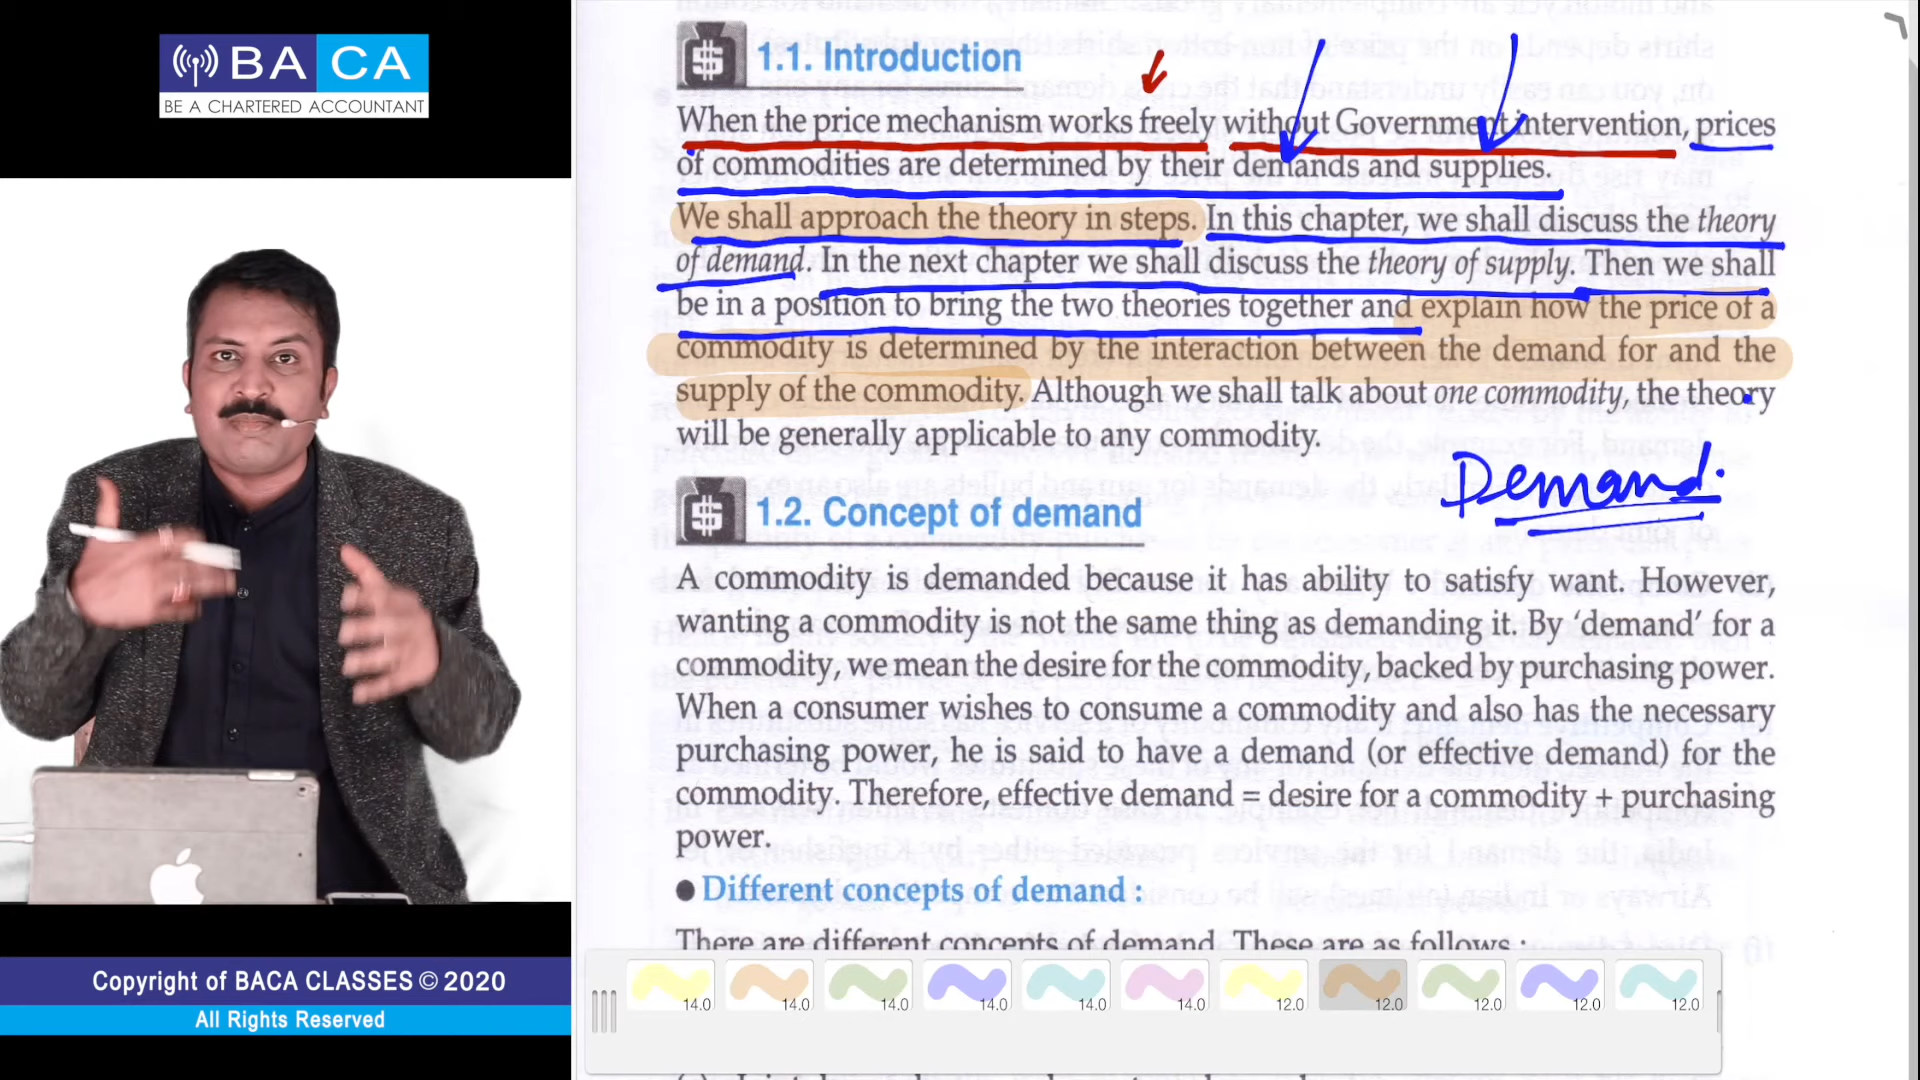 BA CA
BE A CHARTERED ACCOUNTANT
1.1. Introduction
When the price mechanism works freely without Government intervention, prices
of commodities are determined by their demands and supplies.
We shall approach the theory in steps. In this chapter, we shall discuss the theory
of demand. In the next chapter we shall discuss the theory of supply. Then we shall
be in a position to bring the two theories together and explain how the price of a
commodity is determined by the interaction between the demand for and the
supply of the commodity. Although we shall talk about one commodity, the theory
will be generally applicable to any commodity.
Demand
1.2. Concept of demand
A commodity is demanded because it has ability to satisfy want. However,
wanting a commodity is not the same thing as demanding it. By ‘demand’ for a
commodity, we mean the desire for the commodity, backed by purchasing power.
When a consumer wishes to consume a commodity and also has the necessary
purchasing power, he is said to have a demand (or effective demand) for the
commodity. Therefore, effective demand = desire for a commodity + purchasing
power.
● Different concepts of demand :
There are different concepts of demand. These are as follows :
14.0 14.0 14.0 14.0 14.0 14.0 12.0 12.0 12.0 12.0 12.0
Copyright of BACA CLASSES © 2020
All Rights Reserved